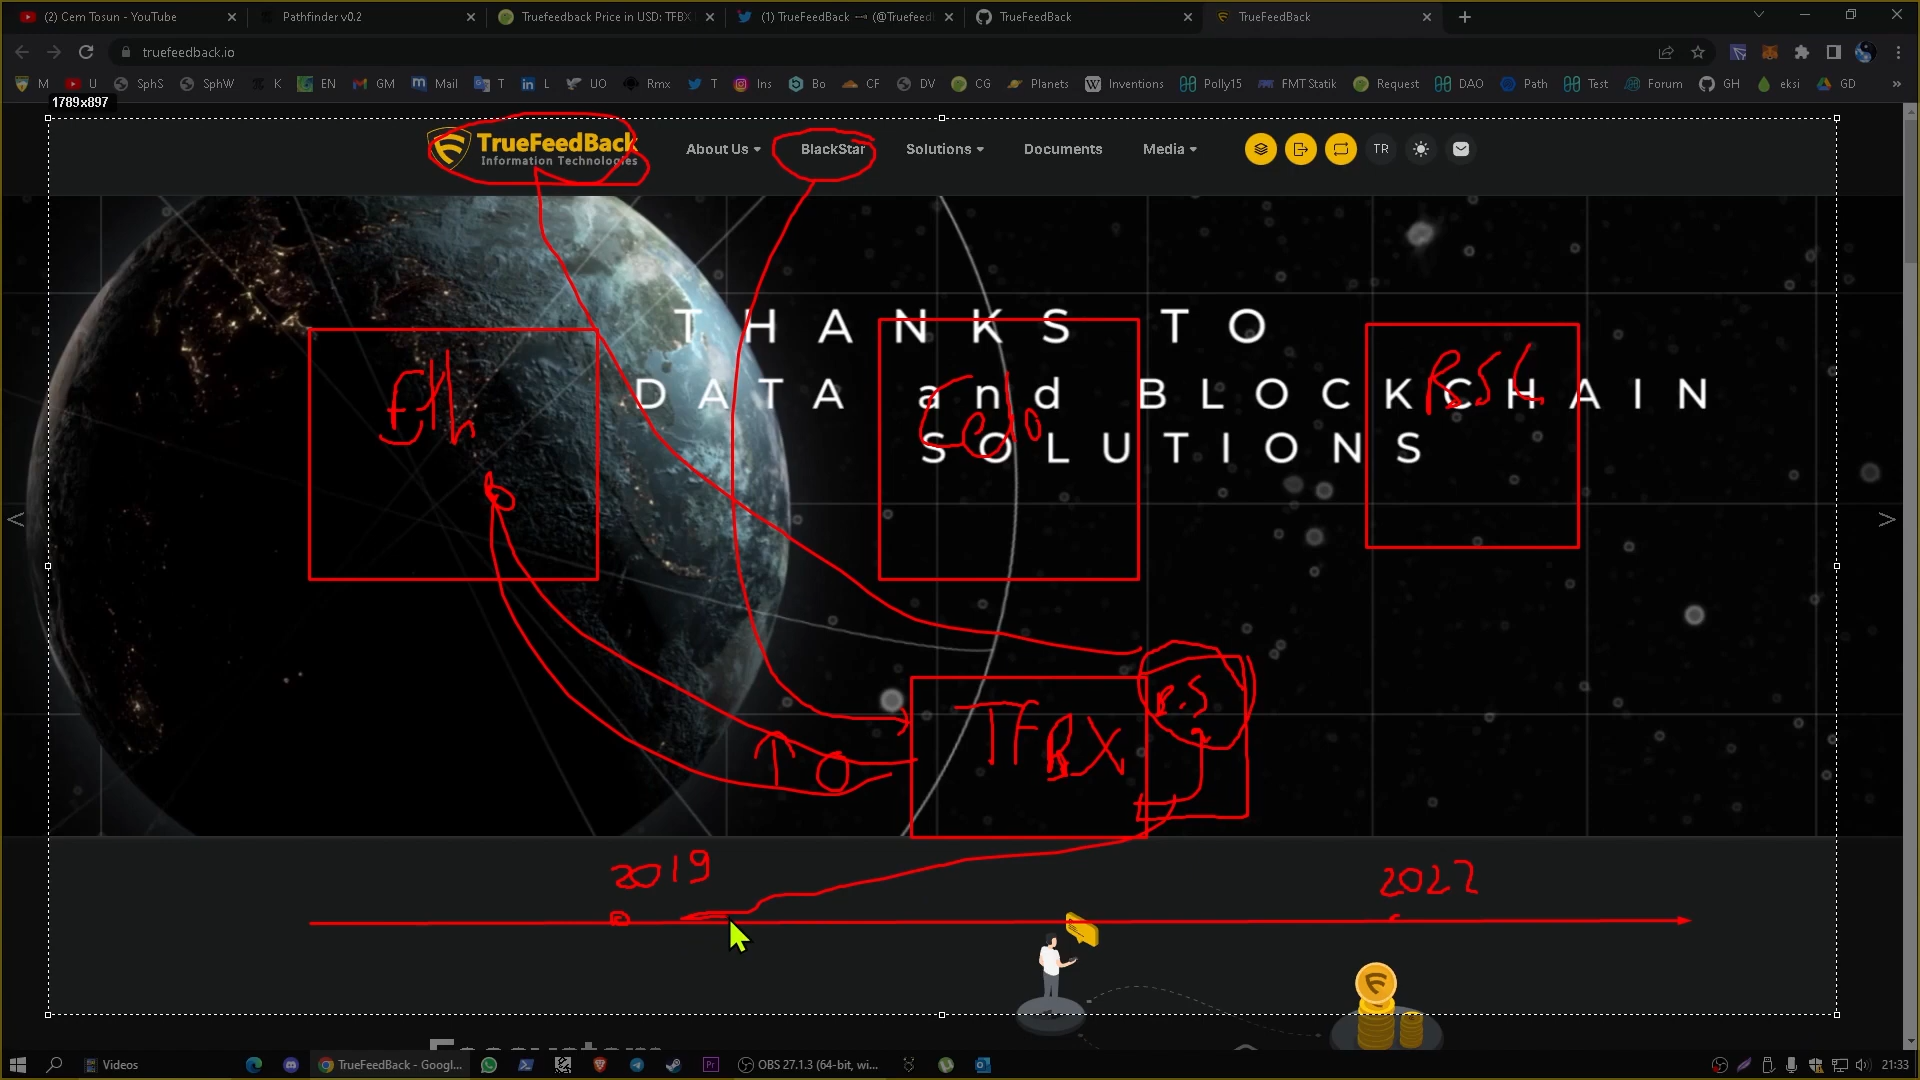 (2) Cem Tosun - YouTube
Pathfinder v0.2
Truefeedback Price in USD: TFBX
(1) TrueFeedBack
TrueFeedBack
TrueFeedBack
truefeedback.io
M U SphS SphW K EN GM Mail T L UO Rmx T Ins Bo CF DV CG Planets Inventions Polly15 FMT Statik Request DAO Path Test Forum GH eksi GD »
1789x897
TrueFeedBack
Information Technologies
About Us
BlackStar
Solutions
Documents
Media
TR
THANKS TO
DATA and BLOCKCHAIN
SOLUTIONS
Eth
Celo
BSC
TFBX
B.S
2019
2022
Videos
TrueFeedBack - Googl...
OBS 27.1.3 (64-bit, wi...
21:33